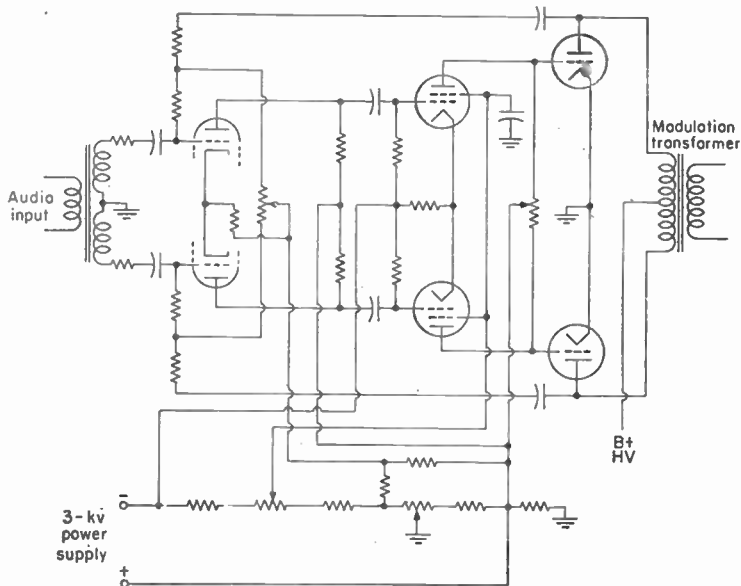 Modulation
transformer
Audio
input
B+
HV
−
3-kv
power
supply
+